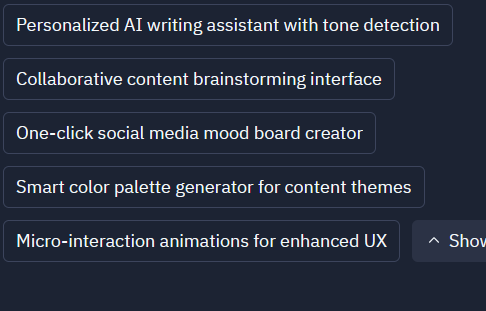 Personalized AI writing assistant with tone detection
Collaborative content brainstorming interface
One-click social media mood board creator
Smart color palette generator for content themes
Micro-interaction animations for enhanced UX Show